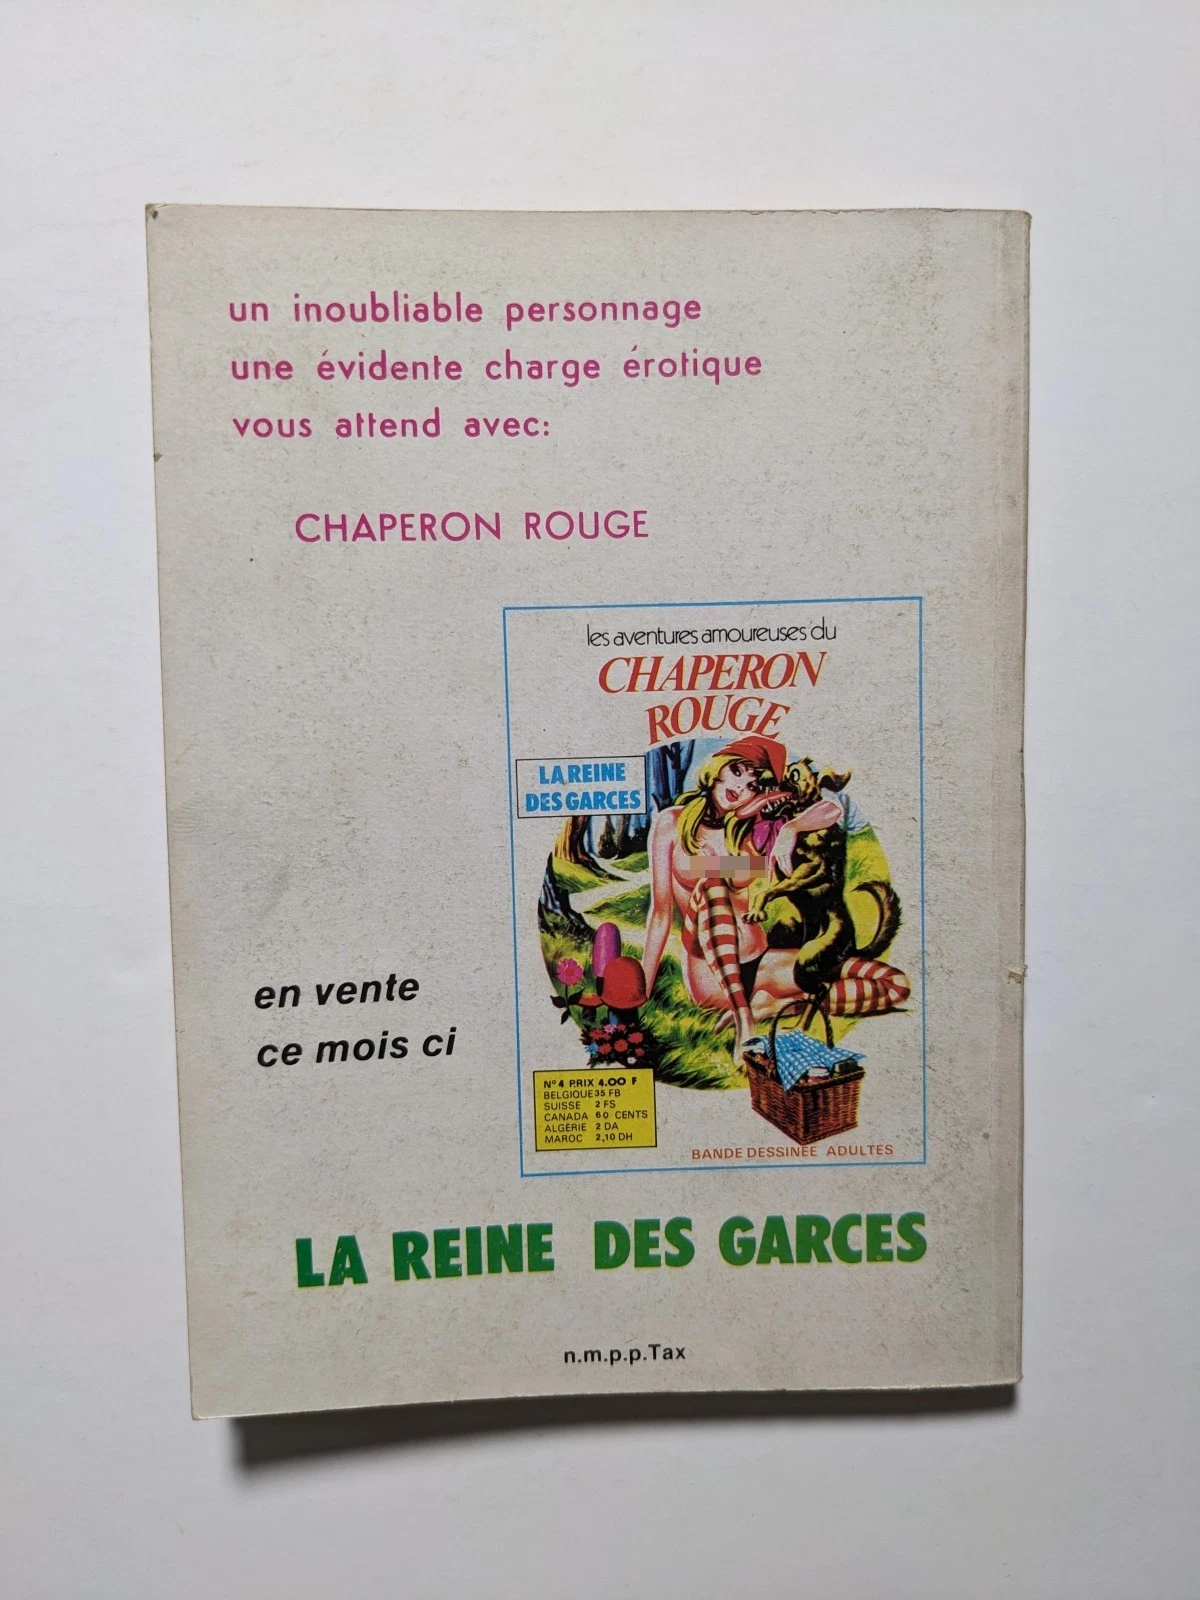 un inoubliable personnage
une évidente charge érotique
vous attend avec:
CHAPERON ROUGE
les aventures amoureuses du
CHAPERON
ROUGE
LA REINE
DES GARCES
en vente
ce mois ci
Nº 4 PRIX 4.00 F
BELGIQUE 35 FB
SUISSE 2 FS
CANADA 60 CENTS
ALGÉRIE 2 DA
MAROC 2,10 DH
BANDE DESSINÉE ADULTES
LA REINE DES GARCES
n.m.p.p.Tax